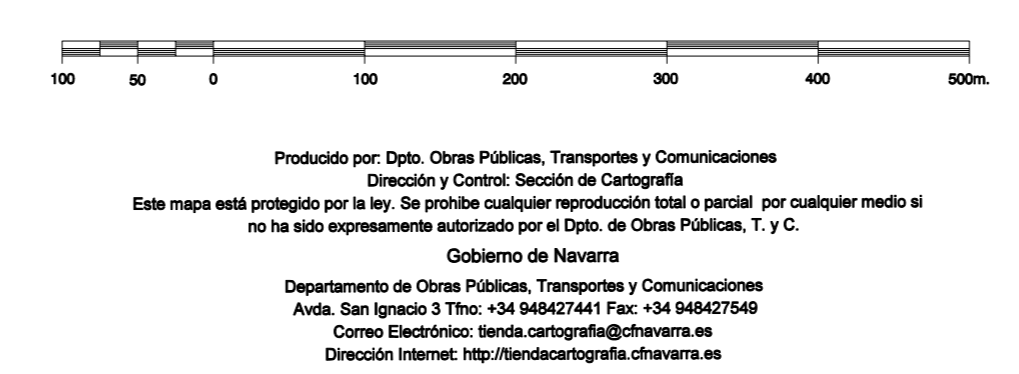 100 50 0 100 200 300 400 500m.
Producido por: Dpto. Obras Públicas, Transportes y Comunicaciones
Dirección y Control: Sección de Cartografía
Este mapa está protegido por la ley. Se prohibe cualquier reproducción total o parcial por cualquier medio si
no ha sido expresamente autorizado por el Dpto. de Obras Públicas, T. y C.
Gobierno de Navarra
Departamento de Obras Públicas, Transportes y Comunicaciones
Avda. San Ignacio 3 Tfno: +34 948427441 Fax: +34 948427549
Correo Electrónico: tienda.cartografia@cfnavarra.es
Dirección Internet: http://tiendacartografia.cfnavarra.es